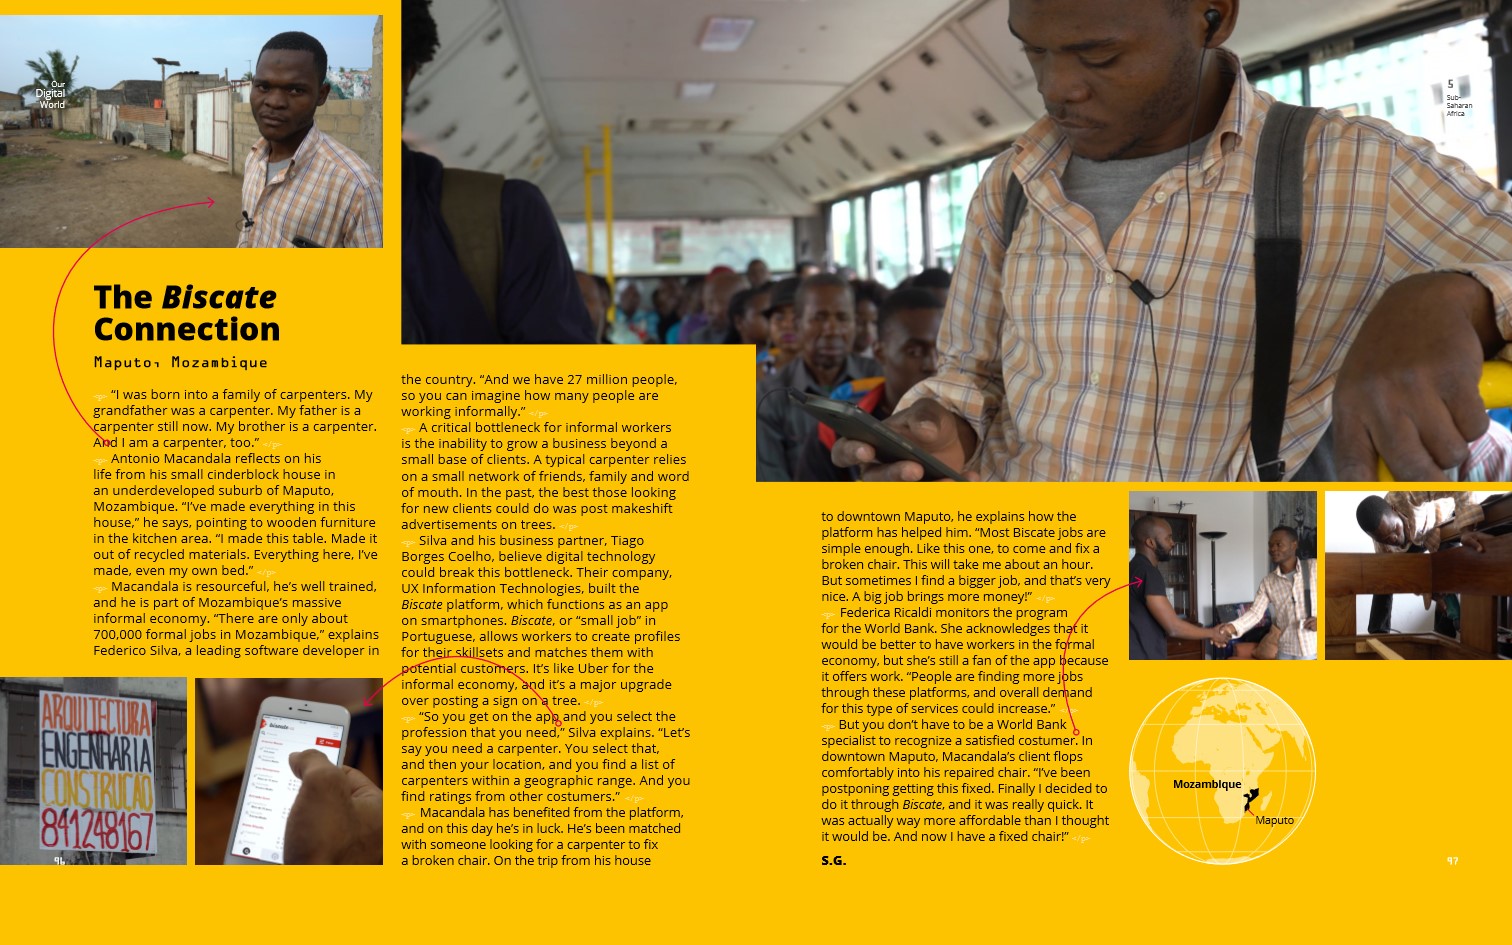 Our
Digital
World
The Biscate
Connection
Maputo, Mozambique
“I was born into a family of carpenters. My
grandfather was a carpenter. My father is a
carpenter still now. My brother is a carpenter.
And I am a carpenter, too.” </p>
Antonio Macandala reflects on his
life from his small cinderblock house in
an underdeveloped suburb of Maputo,
Mozambique. “I’ve made everything in this
house,” he says, pointing to wooden furniture
in the kitchen area. “I made this table. Made it
out of recycled materials. Everything here, I’ve
made, even my own bed.” </p>
Macandala is resourceful, he’s well trained,
and he is part of Mozambique’s massive
informal economy. “There are only about
700,000 formal jobs in Mozambique,” explains
Federico Silva, a leading software developer in
ARQUITECTURA
ENGENHARIA
CONSTRUÇÃO
841248167
96
the country. “And we have 27 million people,
so you can imagine how many people are
working informally.” </p>
A critical bottleneck for informal workers
is the inability to grow a business beyond a
small base of clients. A typical carpenter relies
on a small network of friends, family and word
of mouth. In the past, the best those looking
for new clients could do was post makeshift
advertisements on trees. </p>
Silva and his business partner, Tiago
Borges Coelho, believe digital technology
could break this bottleneck. Their company,
UX Information Technologies, built the
Biscate platform, which functions as an app
on smartphones. Biscate, or “small job” in
Portuguese, allows workers to create profiles
for their skillsets and matches them with
potential customers. It’s like Uber for the
informal economy, and it’s a major upgrade
over posting a sign on a tree. </p>
“So you get on the app and you select the
profession that you need,” Silva explains. “Let’s
say you need a carpenter. You select that,
and then your location, and you find a list of
carpenters within a geographic range. And you
find ratings from other costumers.” </p>
Macandala has benefited from the platform,
and on this day he’s in luck. He’s been matched
with someone looking for a carpenter to fix
a broken chair. On the trip from his house
5
Sub-
Saharan
Africa
to downtown Maputo, he explains how the
platform has helped him. “Most Biscate jobs are
simple enough. Like this one, to come and fix a
broken chair. This will take me about an hour.
But sometimes I find a bigger job, and that’s very
nice. A big job brings more money!” </p>
Federica Ricaldi monitors the program
for the World Bank. She acknowledges that it
would be better to have workers in the formal
economy, but she’s still a fan of the app because
it offers work. “People are finding more jobs
through these platforms, and overall demand
for this type of services could increase.” </p>
But you don’t have to be a World Bank
specialist to recognize a satisfied costumer. In
downtown Maputo, Macandala’s client flops
comfortably into his repaired chair. “I’ve been
postponing getting this fixed. Finally I decided to
do it through Biscate, and it was really quick. It
was actually way more affordable than I thought
it would be. And now I have a fixed chair!” </p>
S.G.
Mozambique
Maputo
97